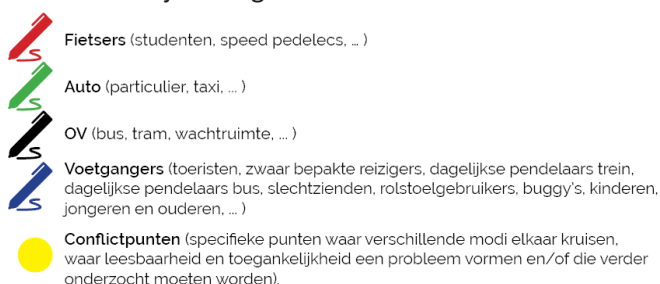 Fietsers (studenten, speed pedelecs, ... )
Auto (particulier, taxi, ... )
OV (bus, tram, wachtruimte, ... )
Voetgangers (toeristen, zwaar bepakte reizigers, dagelijkse pendelaars trein,
dagelijkse pendelaars bus, slechtzienden, rolstoelgebruikers, buggy's, kinderen,
jongeren en ouderen, ... )
Conflictpunten (specifieke punten waar verschillende modi elkaar kruisen,
waar leesbaarheid en toegankelijkheid een probleem vormen en/of die verder
onderzocht moeten worden).